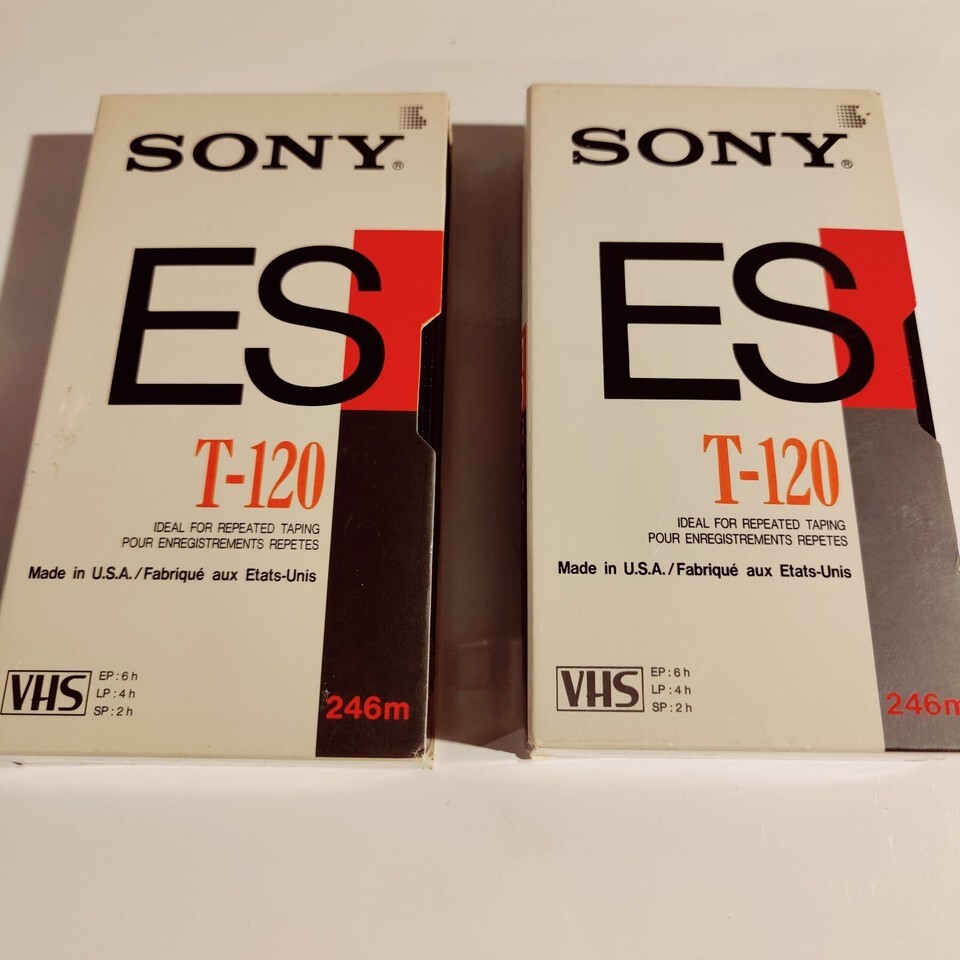 SONY®
ES
T-120
IDEAL FOR REPEATED TAPING
POUR ENREGISTREMENTS REPETES
Made in U.S.A./Fabriqué aux Etats-Unis
VHS
EP:6h
LP:4h
SP:2h
246m
SONY®
ES
T-120
IDEAL FOR REPEATED TAPING
POUR ENREGISTREMENTS REPETES
Made in U.S.A./Fabriqué aux Etats-Unis
VHS
EP:6h
LP:4h
SP:2h
246m